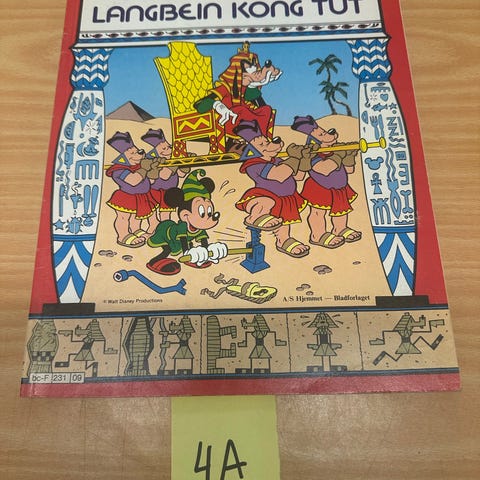 LANGBEIN KONG TUT
© Walt Disney Productions
A/S Hjemmet — Bladforlaget
bc-F 231 09
4A